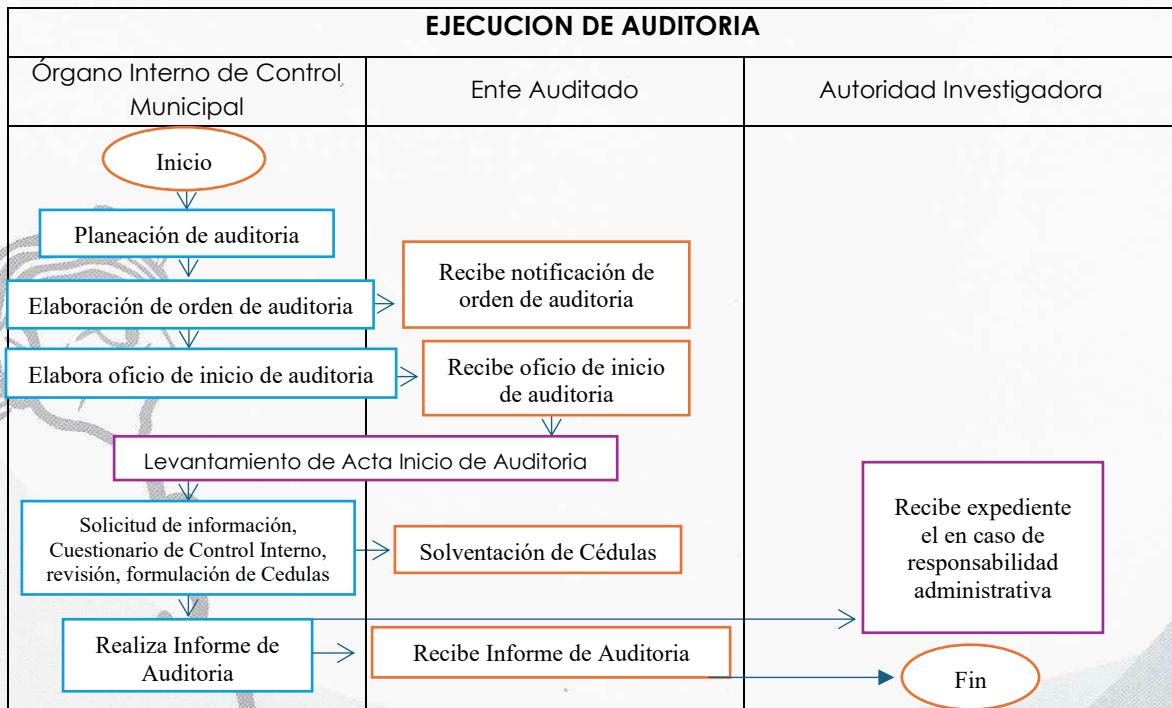 EJECUCION DE AUDITORIA
Órgano Interno de Control
Municipal
Ente Auditado
Autoridad Investigadora
Inicio
Planeación de auditoria
Elaboración de orden de auditoria
Recibe notificación de
orden de auditoria
Elabora oficio de inicio de auditoria
Recibe oficio de inicio
de auditoria
Levantamiento de Acta Inicio de Auditoria
Solicitud de información,
Cuestionario de Control Interno,
revisión, formulación de Cedulas
Solventación de Cédulas
Recibe expediente
el en caso de
responsabilidad
administrativa
Realiza Informe de
Auditoria
Recibe Informe de Auditoria
Fin